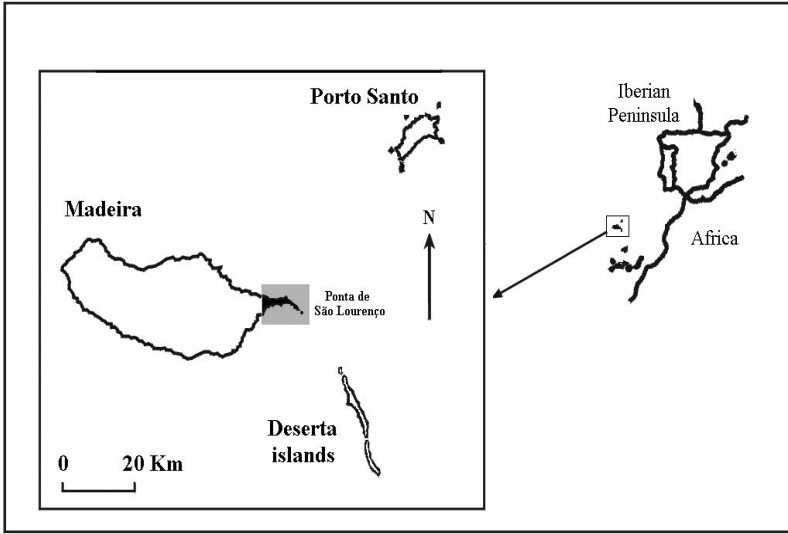 Porto Santo
Iberian
Peninsula
Madeira
N
Africa
Ponta de
São Lourenço
Deserta
islands
0 20 Km